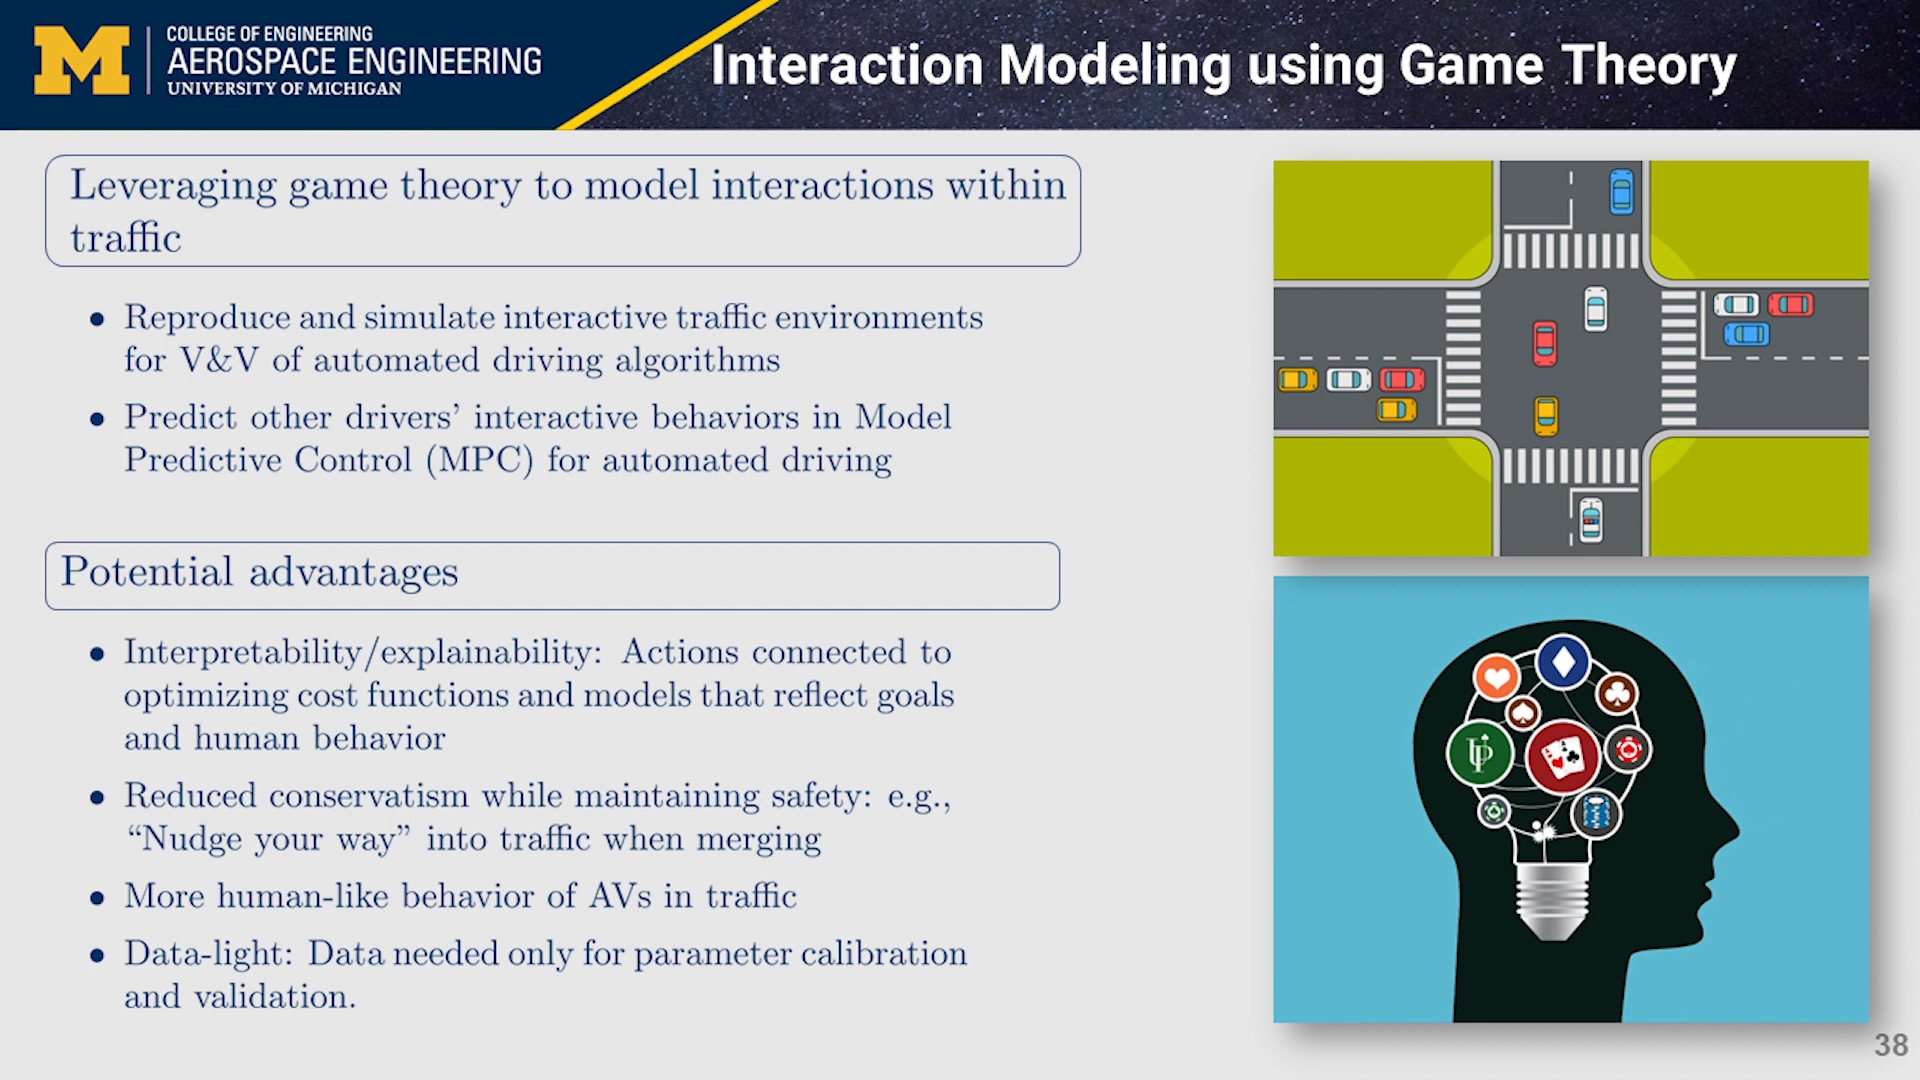 COLLEGE OF ENGINEERING
AEROSPACE ENGINEERING
UNIVERSITY OF MICHIGAN
Interaction Modeling using Game Theory
Leveraging game theory to model interactions within
traffic
• Reproduce and simulate interactive traffic environments
for V&V of automated driving algorithms
• Predict other drivers’ interactive behaviors in Model
Predictive Control (MPC) for automated driving
Potential advantages
• Interpretability/explainability: Actions connected to
optimizing cost functions and models that reflect goals
and human behavior
• Reduced conservatism while maintaining safety: e.g.,
“Nudge your way” into traffic when merging
• More human-like behavior of AVs in traffic
• Data-light: Data needed only for parameter calibration
and validation.
38